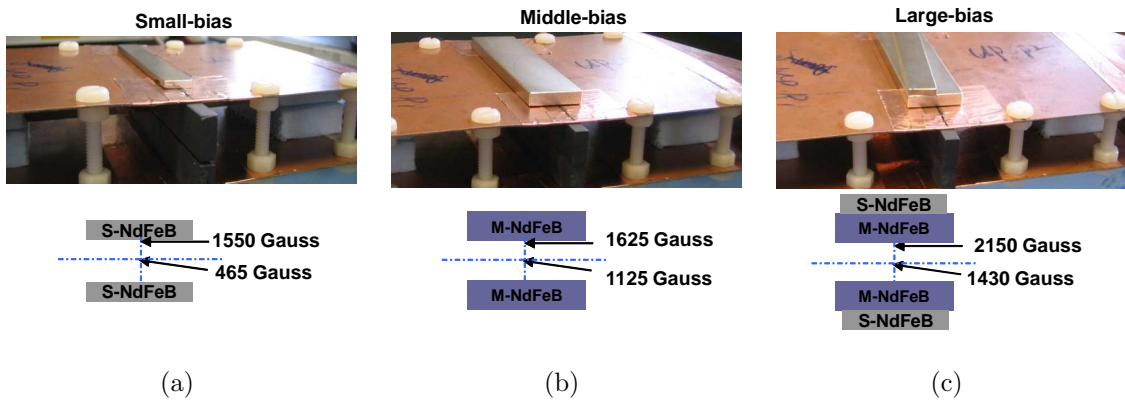 Small-bias
Middle-bias
Large-bias
S-NdFeB
1550 Gauss
465 Gauss
S-NdFeB
M-NdFeB
1625 Gauss
1125 Gauss
M-NdFeB
S-NdFeB
M-NdFeB
2150 Gauss
1430 Gauss
M-NdFeB
S-NdFeB
(a)
(b)
(c)